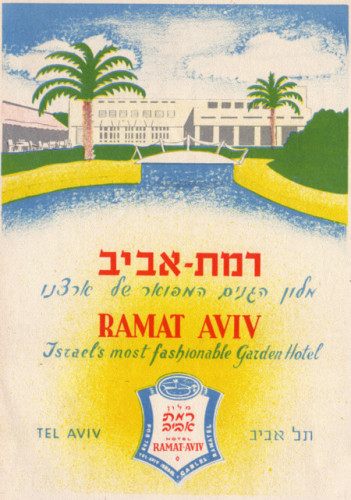 רמת-אביב
מלון הגנים המפואר של ארצנו
RAMAT AVIV
Israel's most fashionable Garden Hotel
מלון
רמת
אביב
HOTEL
RAMAT-AVIV
TEL AVIV
תל אביב